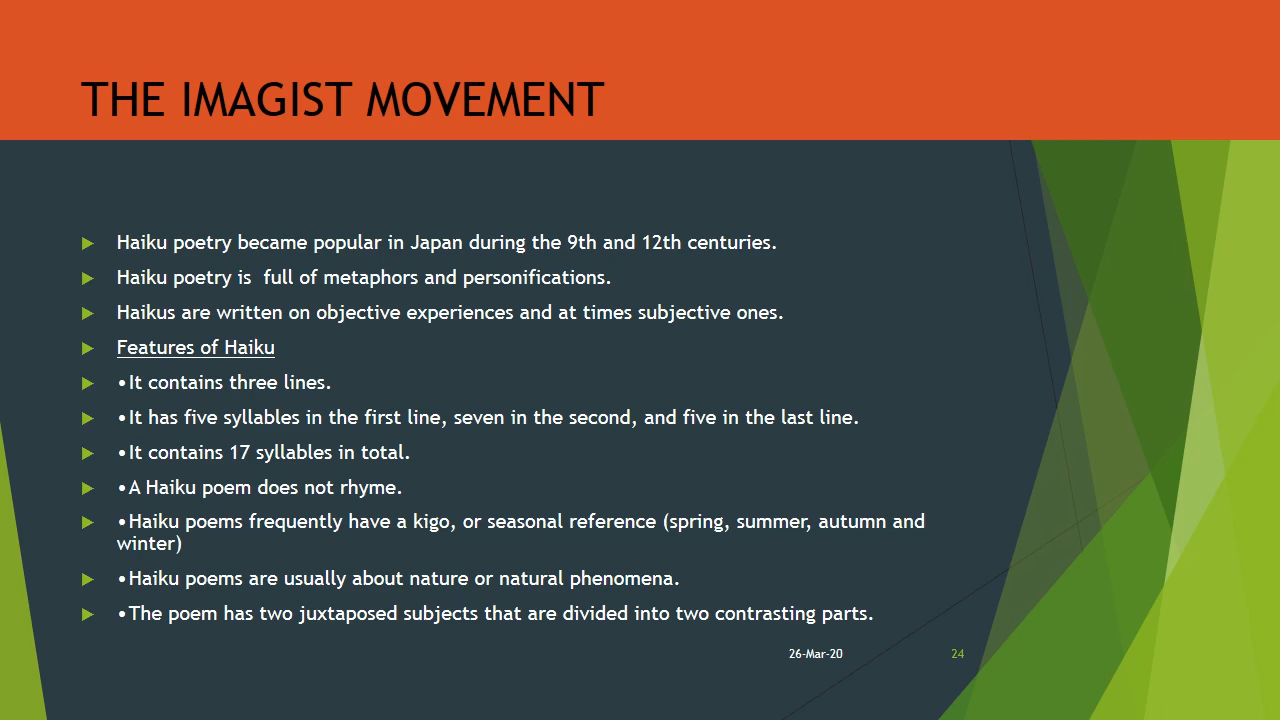 THE IMAGIST MOVEMENT
Haiku poetry became popular in Japan during the 9th and 12th centuries.
Haiku poetry is  full of metaphors and personifications.
Haikus are written on objective experiences and at times subjective ones.
Features of Haiku
•It contains three lines.
•It has five syllables in the first line, seven in the second, and five in the last line.
•It contains 17 syllables in total.
•A Haiku poem does not rhyme.
•Haiku poems frequently have a kigo, or seasonal reference (spring, summer, autumn and
winter)
•Haiku poems are usually about nature or natural phenomena.
•The poem has two juxtaposed subjects that are divided into two contrasting parts.
26-Mar-20 24